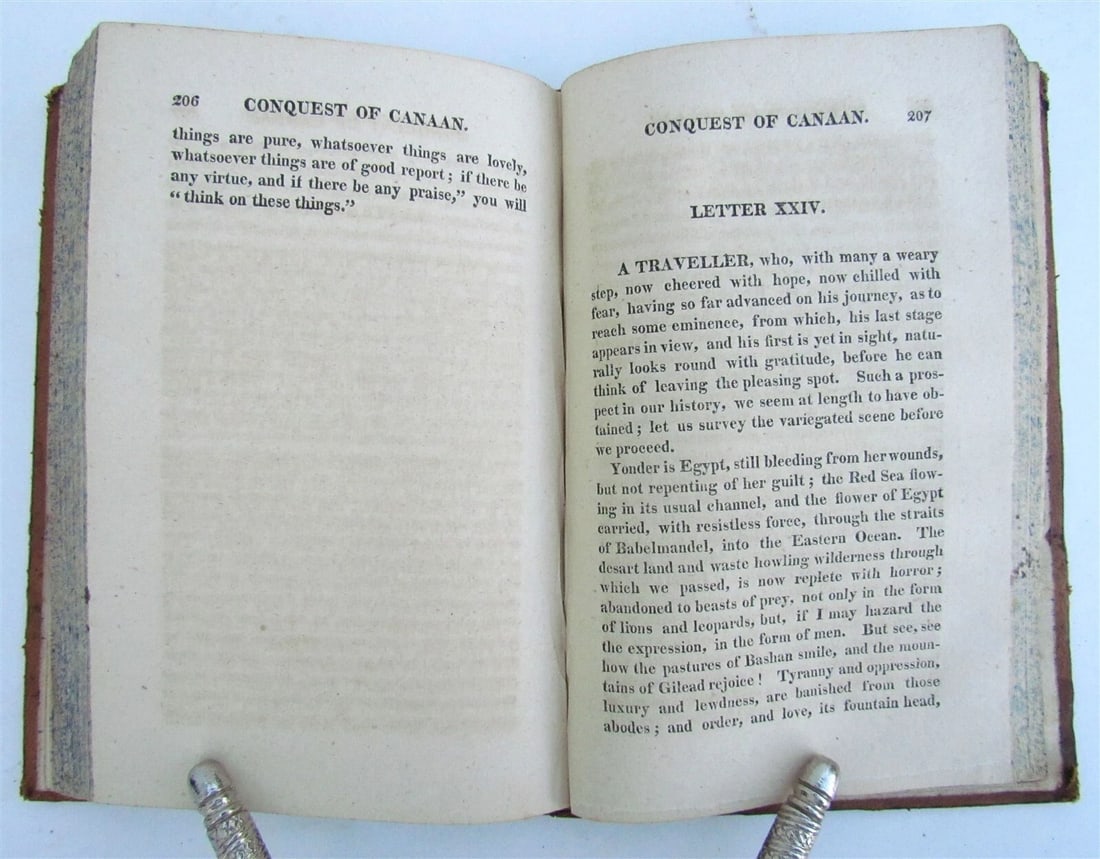 206 CONQUEST OF CANAAN.
things are pure, whatsoever things are lovely,
whatsoever things are of good report; if there be
any virtue, and if there be any praise,” you will
“think on these things.”
CONQUEST OF CANAAN. 207
LETTER XXIV.
A TRAVELLER, who, with many a weary
step, now cheered with hope, now chilled with
fear, having so far advanced on his journey, as to
reach some eminence, from which, his last stage
appears in view, and his first is yet in sight, natu-
rally looks round with gratitude, before he can
think of leaving the pleasing spot. Such a pros-
pect in our history, we seem at length to have ob-
tained; let us survey the variegated scene before
we proceed.
Yonder is Egypt, still bleeding from her wounds,
but not repenting of her guilt; the Red Sea flow-
ing in its usual channel, and the flower of Egypt
carried, with resistless force, through the straits
of Babelmandel, into the Eastern Ocean. The
desart land and waste howling wilderness through
which we passed, is now replete with horror;
abandoned to beasts of prey, not only in the form
of lions and leopards, but, if I may hazard the
the expression, in the form of men. But see, see
how the pastures of Bashan smile, and the moun-
tains of Gilead rejoice! Tyranny and oppression,
luxury and lewdness, are banished from those
abodes; and order, and love, its fountain head,